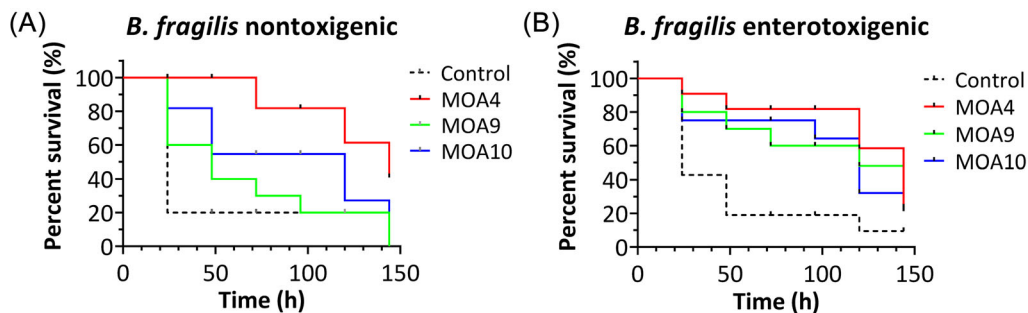 (A) B. fragilis nontoxigenic
Percent survival (%)
100
80
60
40
20
0
0 50 100 150
Time (h)
Control
MOA4
MOA9
MOA10
(B) B. fragilis enterotoxigenic
Percent survival (%)
100
80
60
40
20
0
0 50 100 150
Time (h)
Control
MOA4
MOA9
MOA10